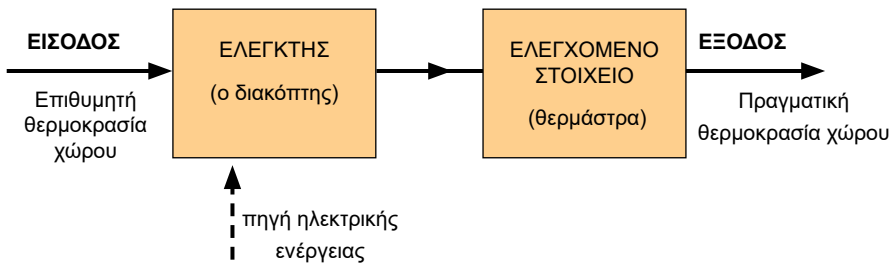 ΕΙΣΟΔΟΣ
Επιθυμητή
θερμοκρασία
χώρου
ΕΛΕΓΚΤΗΣ
(ο διακόπτης)
πηγή ηλεκτρικής
ενέργειας
ΕΛΕΓΧΟΜΕΝΟ
ΣΤΟΙΧΕΙΟ
(θερμάστρα)
ΕΞΟΔΟΣ
Πραγματική
θερμοκρασία χώρου